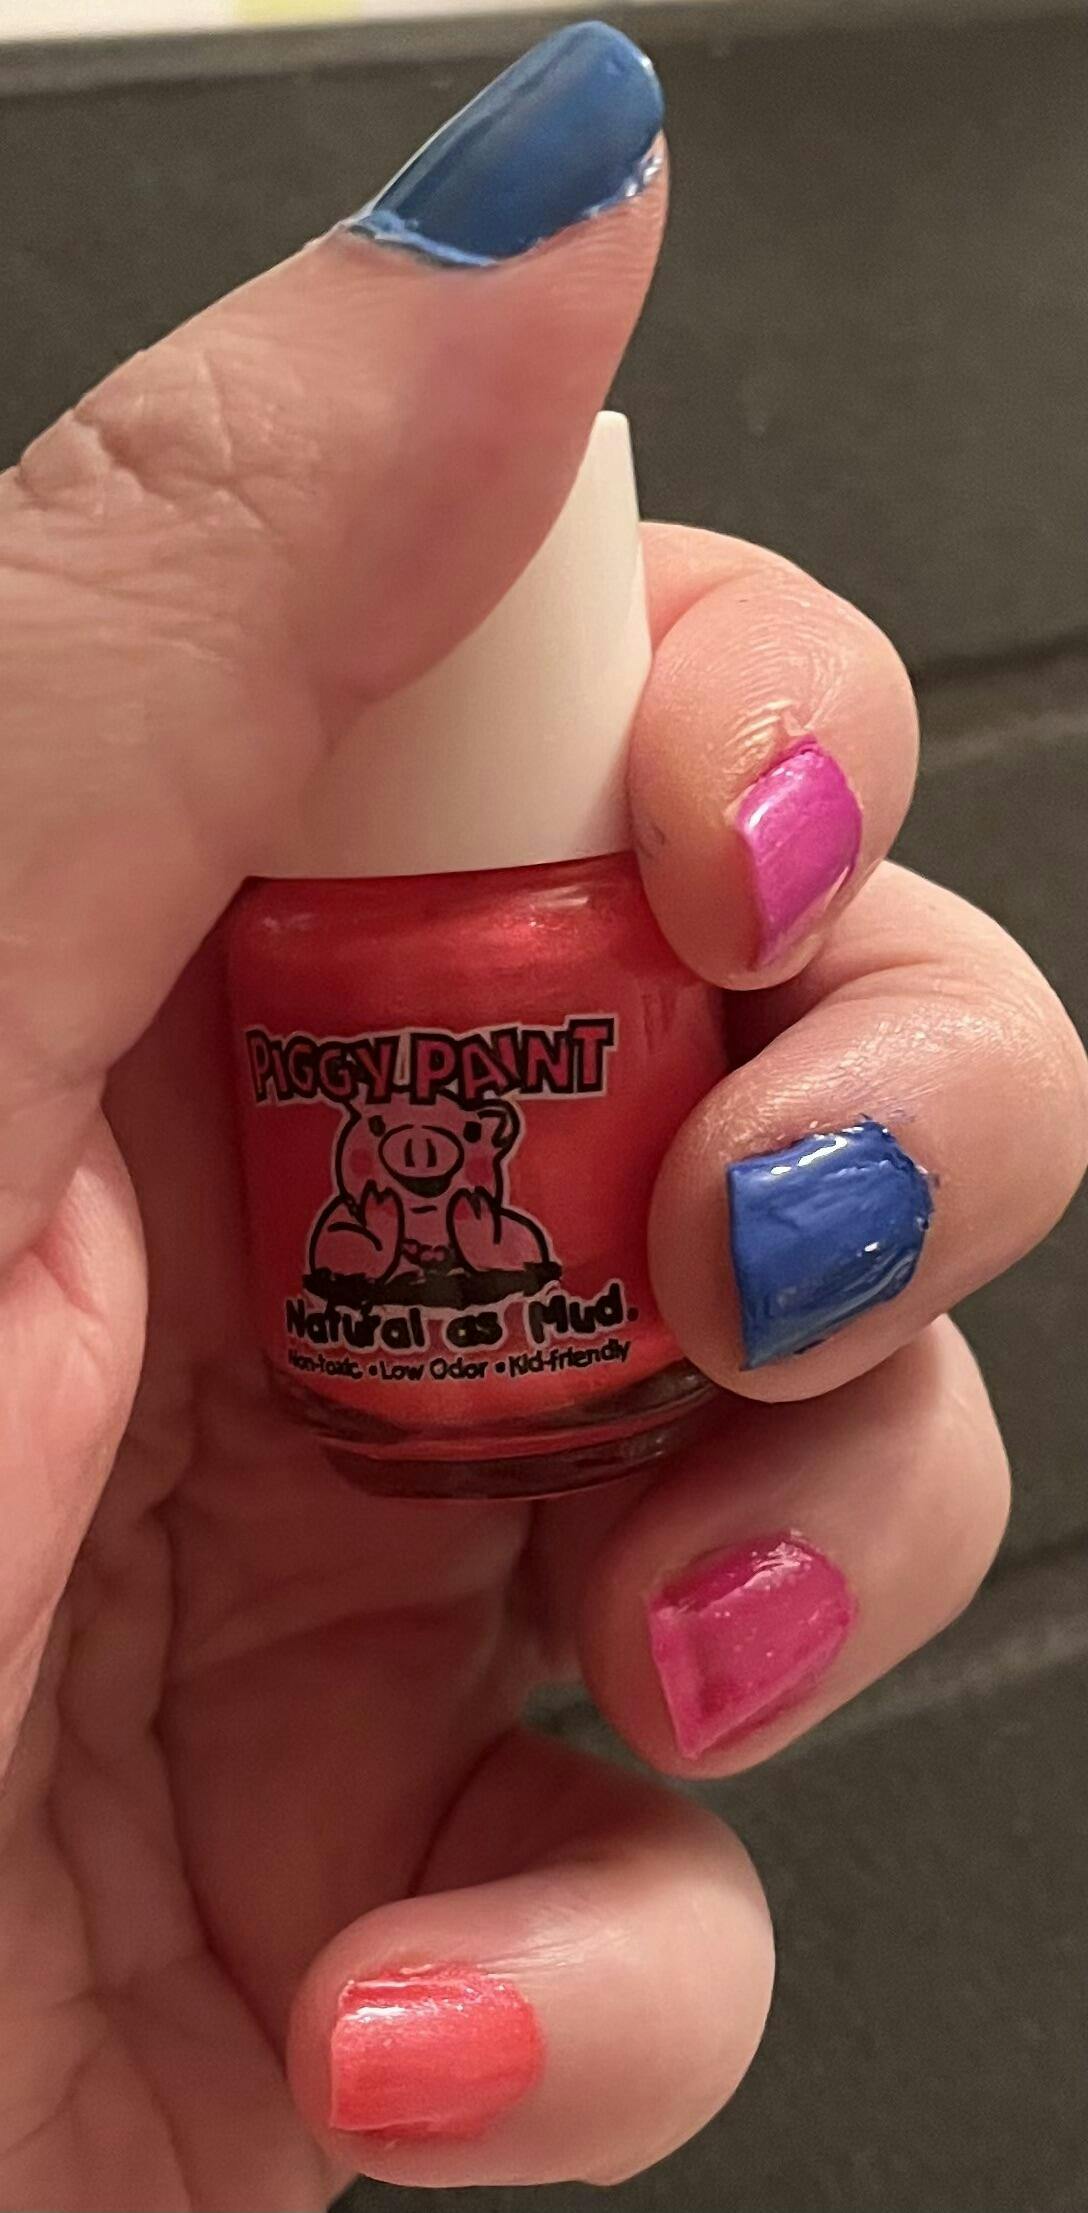 PIGGY PAINT
Natural as Mud.
Non-toxic • Low Odor • Kid-friendly